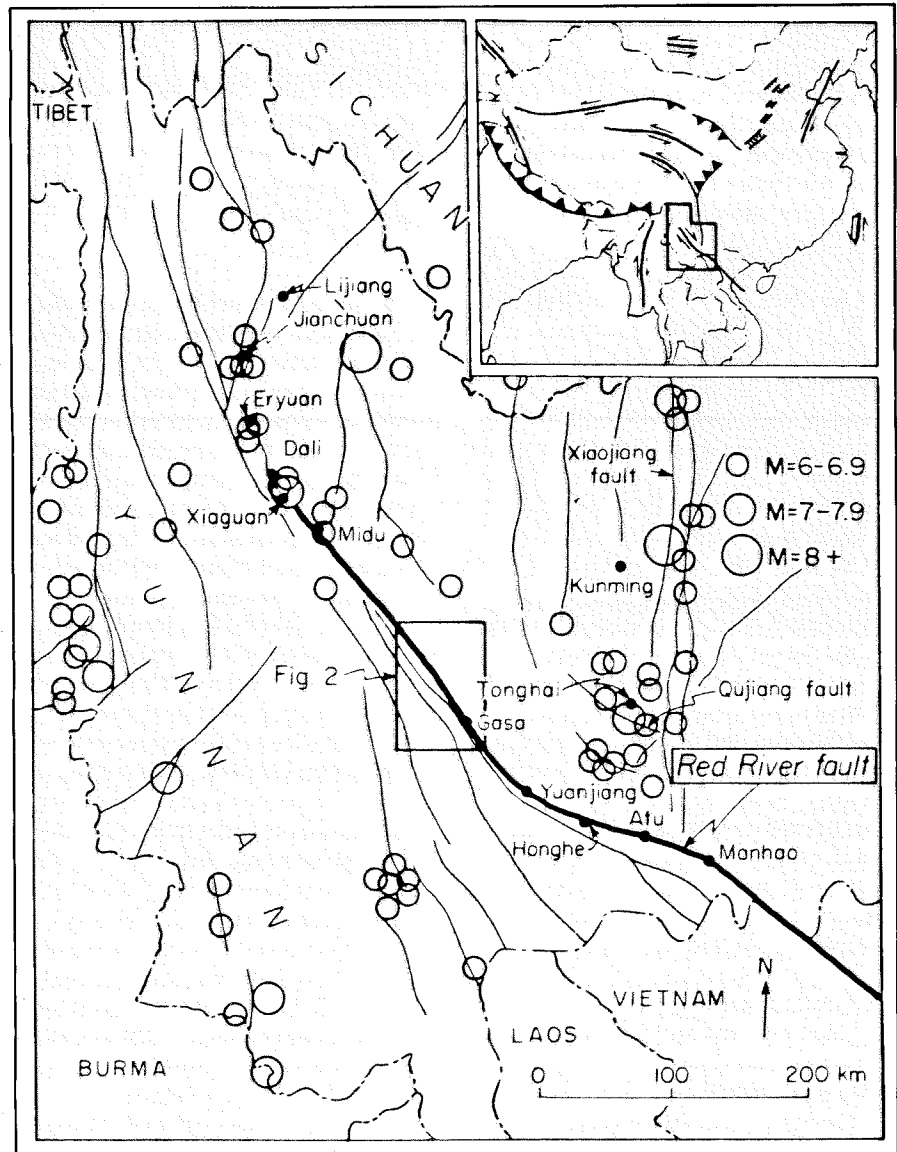 TIBET
SICHUAN
Lijiang
Jianchuan
Eryuan
Dali
Xiaguan
Midu
YUNNAN
Xiaojiang
fault
M=6-6.9
M=7-7.9
M=8+
Kunming
Fig 2
Tonghai
Qujiang fault
Gasa
Red River fault
Yuanjiang
Atu
Honghe
Manhao
N
VIETNAM
LAOS
BURMA
0 100 200 km